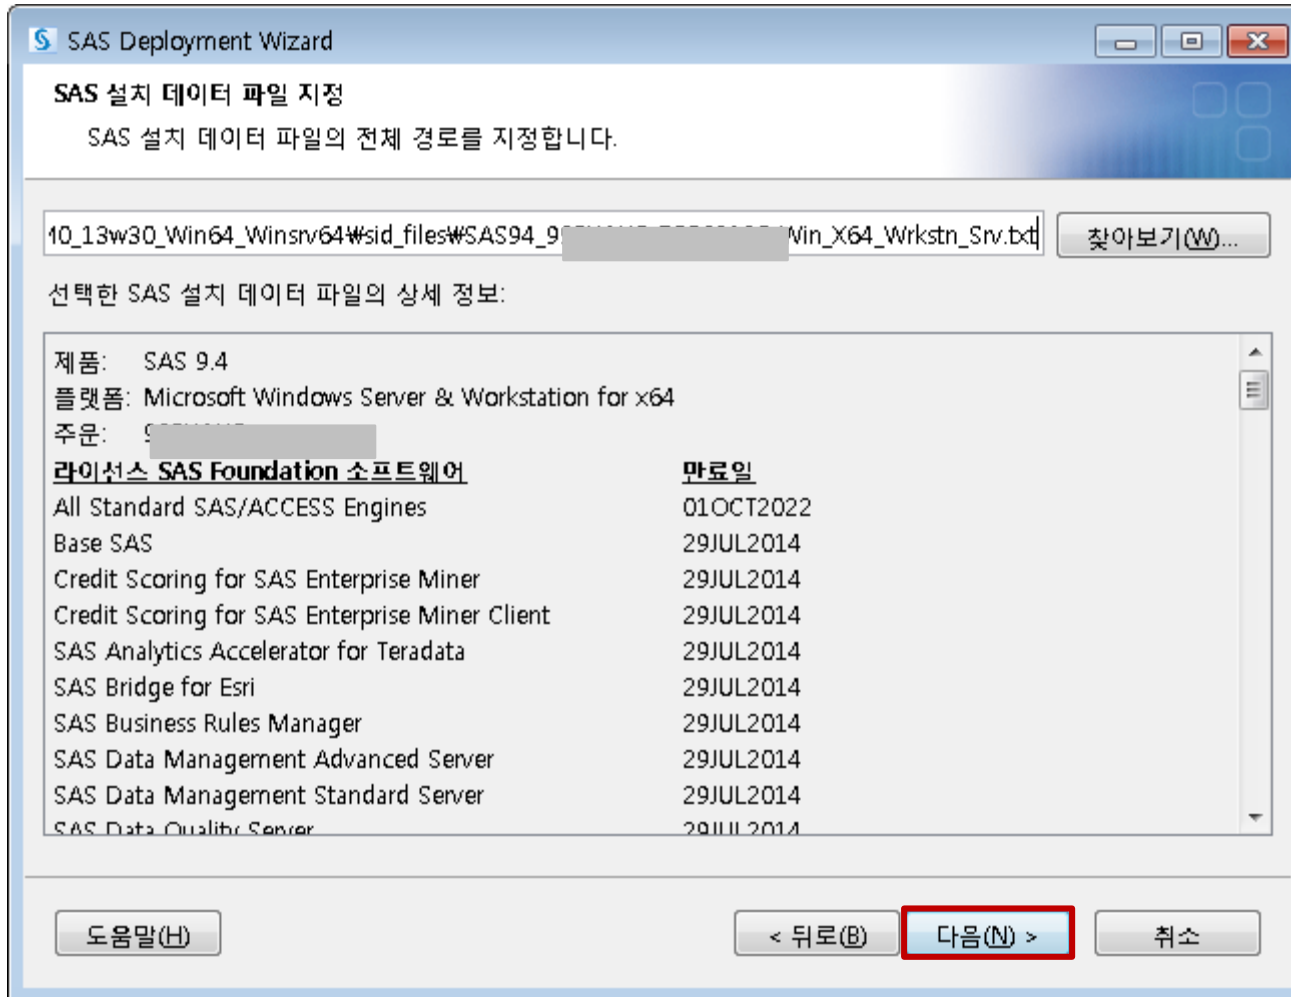 SAS Deployment Wizard
SAS 설치 데이터 파일 지정
SAS 설치 데이터 파일의 전체 경로를 지정합니다.
40_13w30_Win64_Winsrv64₩sid_files₩SAS94_99 Win_X64_Wrkstn_Srv.txt
찾아보기(W)...
선택한 SAS 설치 데이터 파일의 상세 정보:
제품: SAS 9.4
플랫폼: Microsoft Windows Server & Workstation for x64
주문:
라이선스 SAS Foundation 소프트웨어 만료일
All Standard SAS/ACCESS Engines 01OCT2022
Base SAS 29JUL2014
Credit Scoring for SAS Enterprise Miner 29JUL2014
Credit Scoring for SAS Enterprise Miner Client 29JUL2014
SAS Analytics Accelerator for Teradata 29JUL2014
SAS Bridge for Esri 29JUL2014
SAS Business Rules Manager 29JUL2014
SAS Data Management Advanced Server 29JUL2014
SAS Data Management Standard Server 29JUL2014
SAS Data Quality Server 29JUL2014
도움말(H)
< 뒤로(B)
다음(N) >
취소